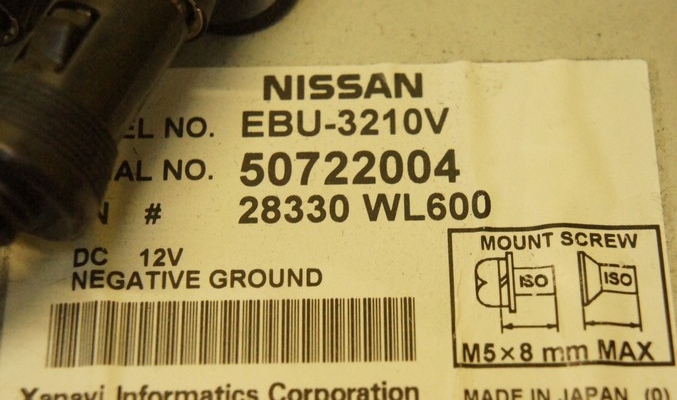 NISSAN
EL NO. EBU-3210V
AL NO. 50722004
N # 28330 WL600
DC 12V
NEGATIVE GROUND
MOUNT SCREW
ISO ISO
M5×8 mm MAX
Xanavi Informatics Corporation
MADE IN JAPAN (0)